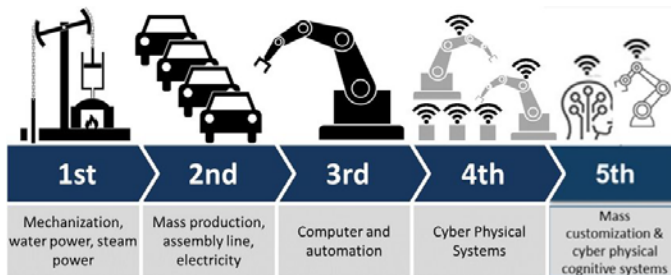 1st
2nd
3rd
4th
5th
Mechanization,
water power, steam
power
Mass production,
assembly line,
electricity
Computer and
automation
Cyber Physical
Systems
Mass
customization &
cyber physical
cognitive systems